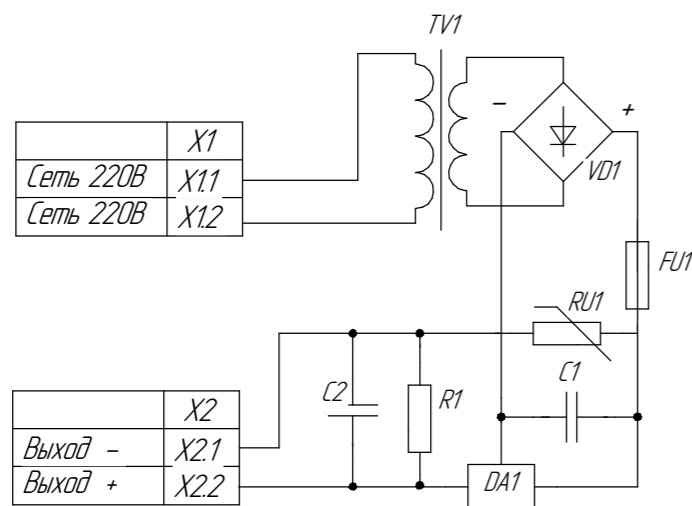 TV1
X1
Сеть 220В X1.1
Сеть 220В X1.2
– +
VD1
FU1
RU1
C1
C2
R1
X2
Выход – X2.1
Выход + X2.2
DA1